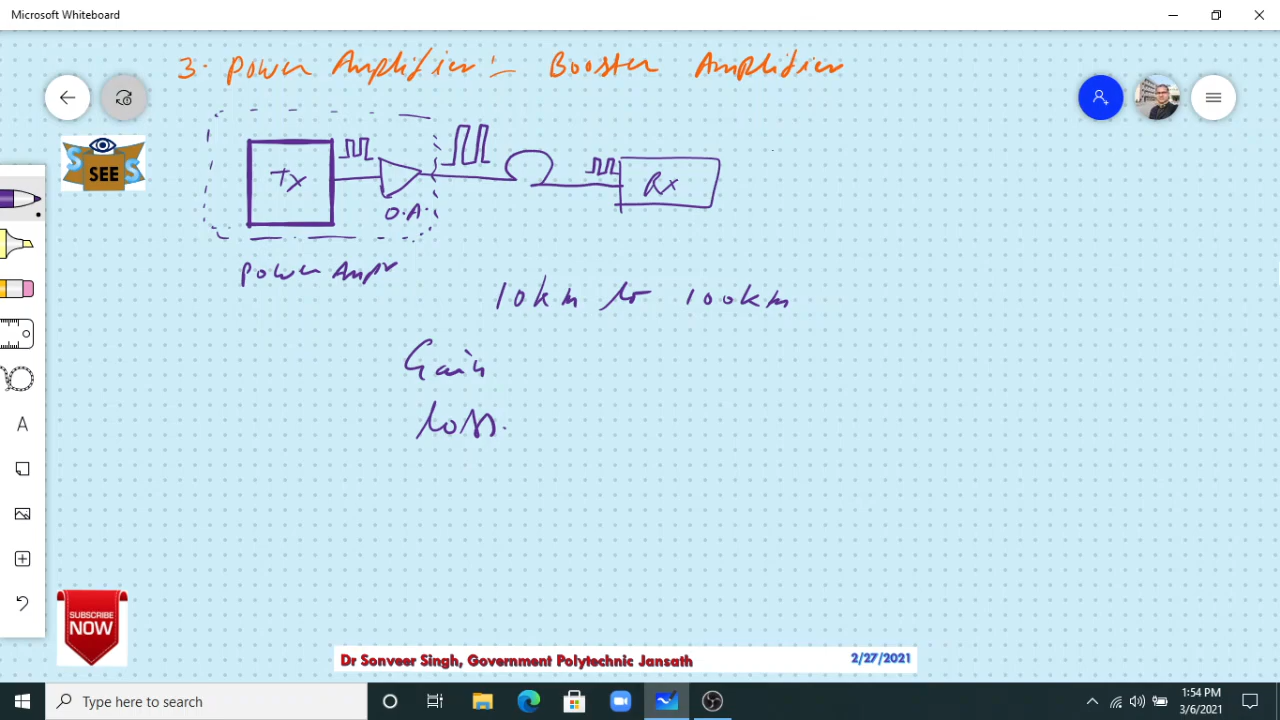 Microsoft Whiteboard
3. Power Amplifier :- Booster Amplifier
SEE
Tx
O.A.
Rx
Power Ampr
10km to 100km
Gain
loss.
A
SUBSCRIBE
NOW
Dr Sonveer Singh, Government Polytechnic Jansath
2/27/2021
Type here to search
1:54 PM
3/6/2021